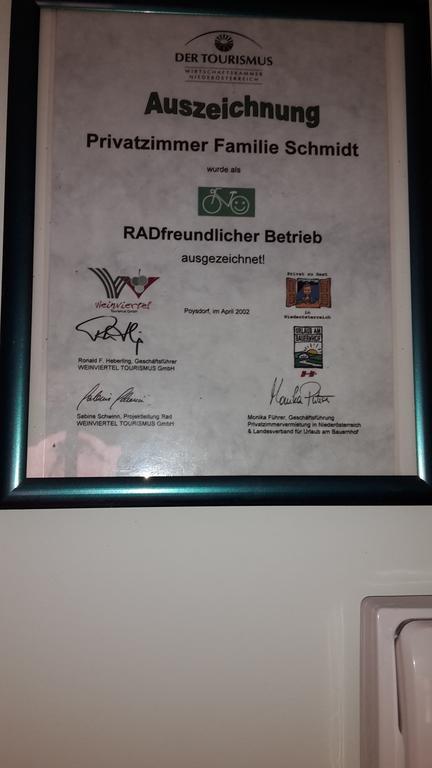 DER TOURISMUS
WIRTSCHAFTSKAMMER
NIEDERÖSTERREICH
Auszeichnung
Privatzimmer Familie Schmidt
wurde als
RADfreundlicher Betrieb
ausgezeichnet!
Weinviertel
Tourismus GmbH
Poysdorf, im April 2002
Privat zu Gast
in
Niederösterreich
URLAUB AM
BAUERNHOF
Ronald F. Heberling, Geschäftsführer
WEINVIERTEL TOURISMUS GmbH
Sabine Schwinn, Projektleitung Rad
WEINVIERTEL TOURISMUS GmbH
Monika Führer, Geschäftsführung
Privatzimmervermietung in Niederösterreich
& Landesverband für Urlaub am Bauernhof